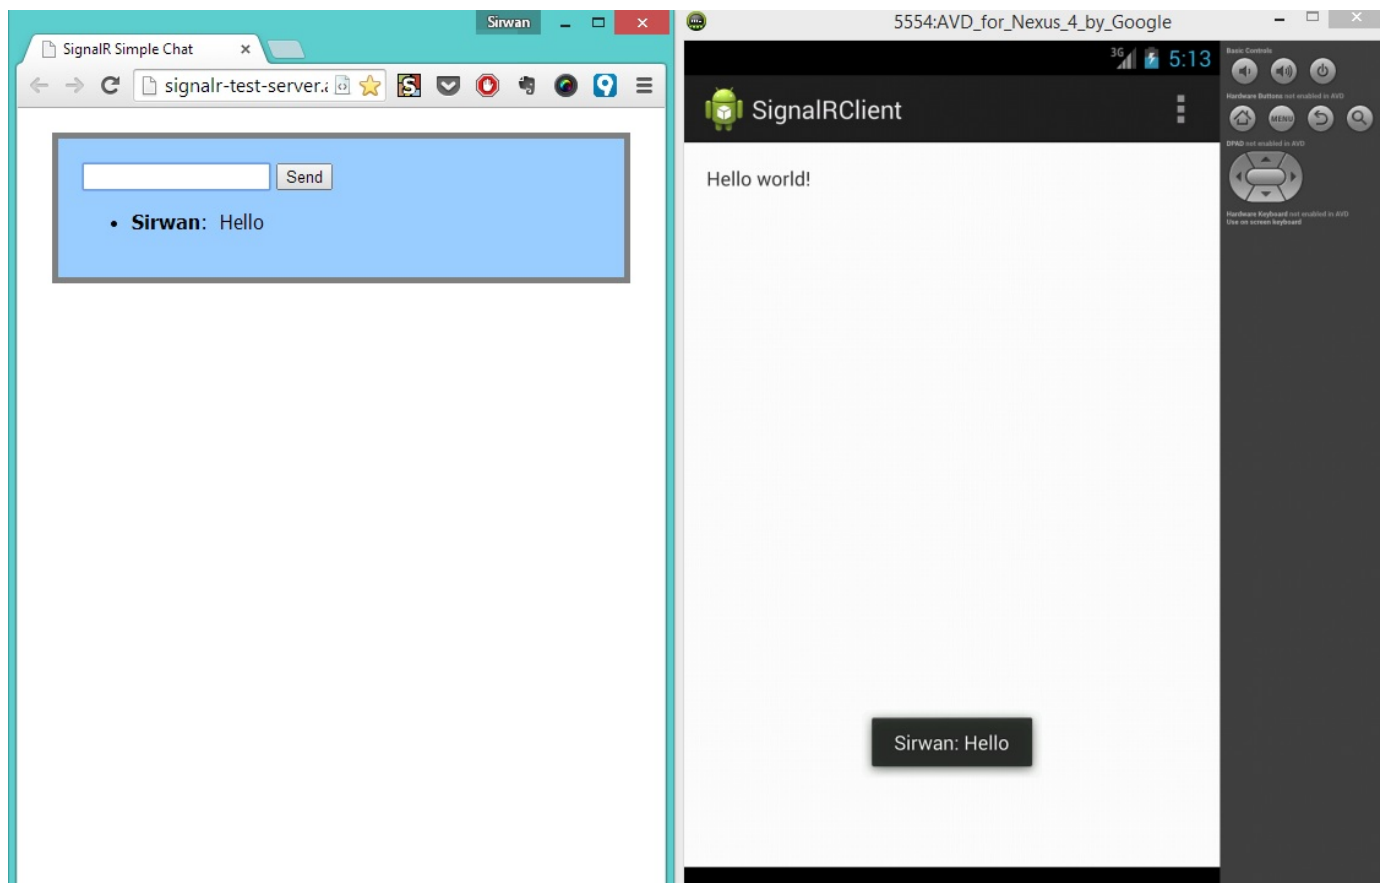 Sirwan
SignalR Simple Chat
signalr-test-server.a
Send
• Sirwan: Hello
5554:AVD_for_Nexus_4_by_Google
3G 5:13
SignalRClient
Hello world!
Sirwan: Hello
Basic Controls
Hardware Buttons not enabled in AVD
MENU
DPAD not enabled in AVD
Hardware Keyboard not enabled in AVD
Use on screen keyboard